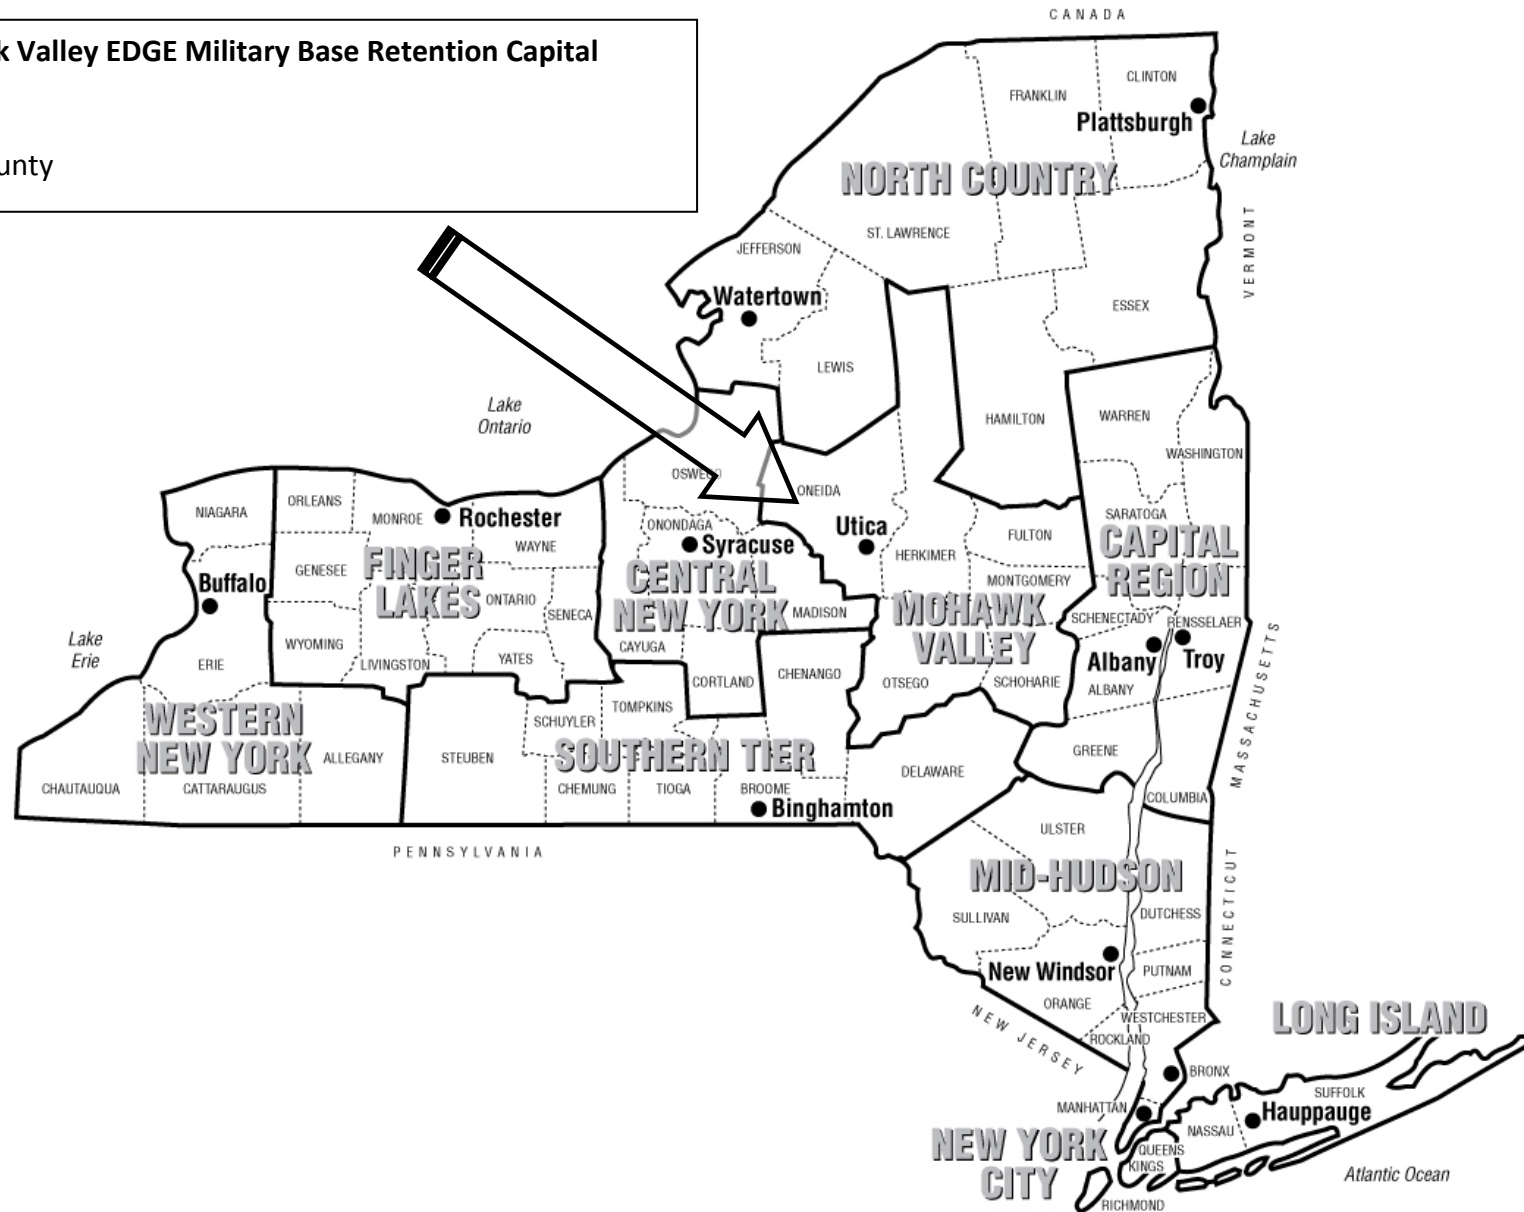 CANADA
k Valley EDGE Military Base Retention Capital
unty
CLINTON
FRANKLIN
Plattsburgh
Lake
Champlain
NORTH COUNTRY
VERMONT
ST. LAWRENCE
JEFFERSON
Watertown
ESSEX
LEWIS
Lake
Ontario
HAMILTON
WARREN
WASHINGTON
OSWEGO
ONEIDA
NIAGARA
ORLEANS
MONROE
Rochester
WAYNE
ONONDAGA
Syracuse
Utica
HERKIMER
FULTON
SARATOGA
CAPITAL
REGION
GENESEE
FINGER
LAKES
ONTARIO
SENECA
CENTRAL
NEW YORK
MADISON
MONTGOMERY
MOHAWK
VALLEY
SCHENECTADY
RENSSELAER
Buffalo
Lake
Erie
ERIE
WYOMING
LIVINGSTON
YATES
CAYUGA
CORTLAND
CHENANGO
OTSEGO
SCHOHARIE
Albany
Troy
ALBANY
MASSACHUSETTS
WESTERN
NEW YORK
ALLEGANY
STEUBEN
SCHUYLER
TOMPKINS
SOUTHERN TIER
DELAWARE
GREENE
CHAUTAUQUA
CATTARAUGUS
CHEMUNG
TIOGA
BROOME
Binghamton
COLUMBIA
PENNSYLVANIA
ULSTER
MID-HUDSON
SULLIVAN
DUTCHESS
CONNECTICUT
New Windsor
PUTNAM
ORANGE
WESTCHESTER
ROCKLAND
NEW JERSEY
LONG ISLAND
BRONX
SUFFOLK
MANHATTAN
Hauppauge
NASSAU
NEW YORK
CITY
QUEENS
KINGS
Atlantic Ocean
RICHMOND